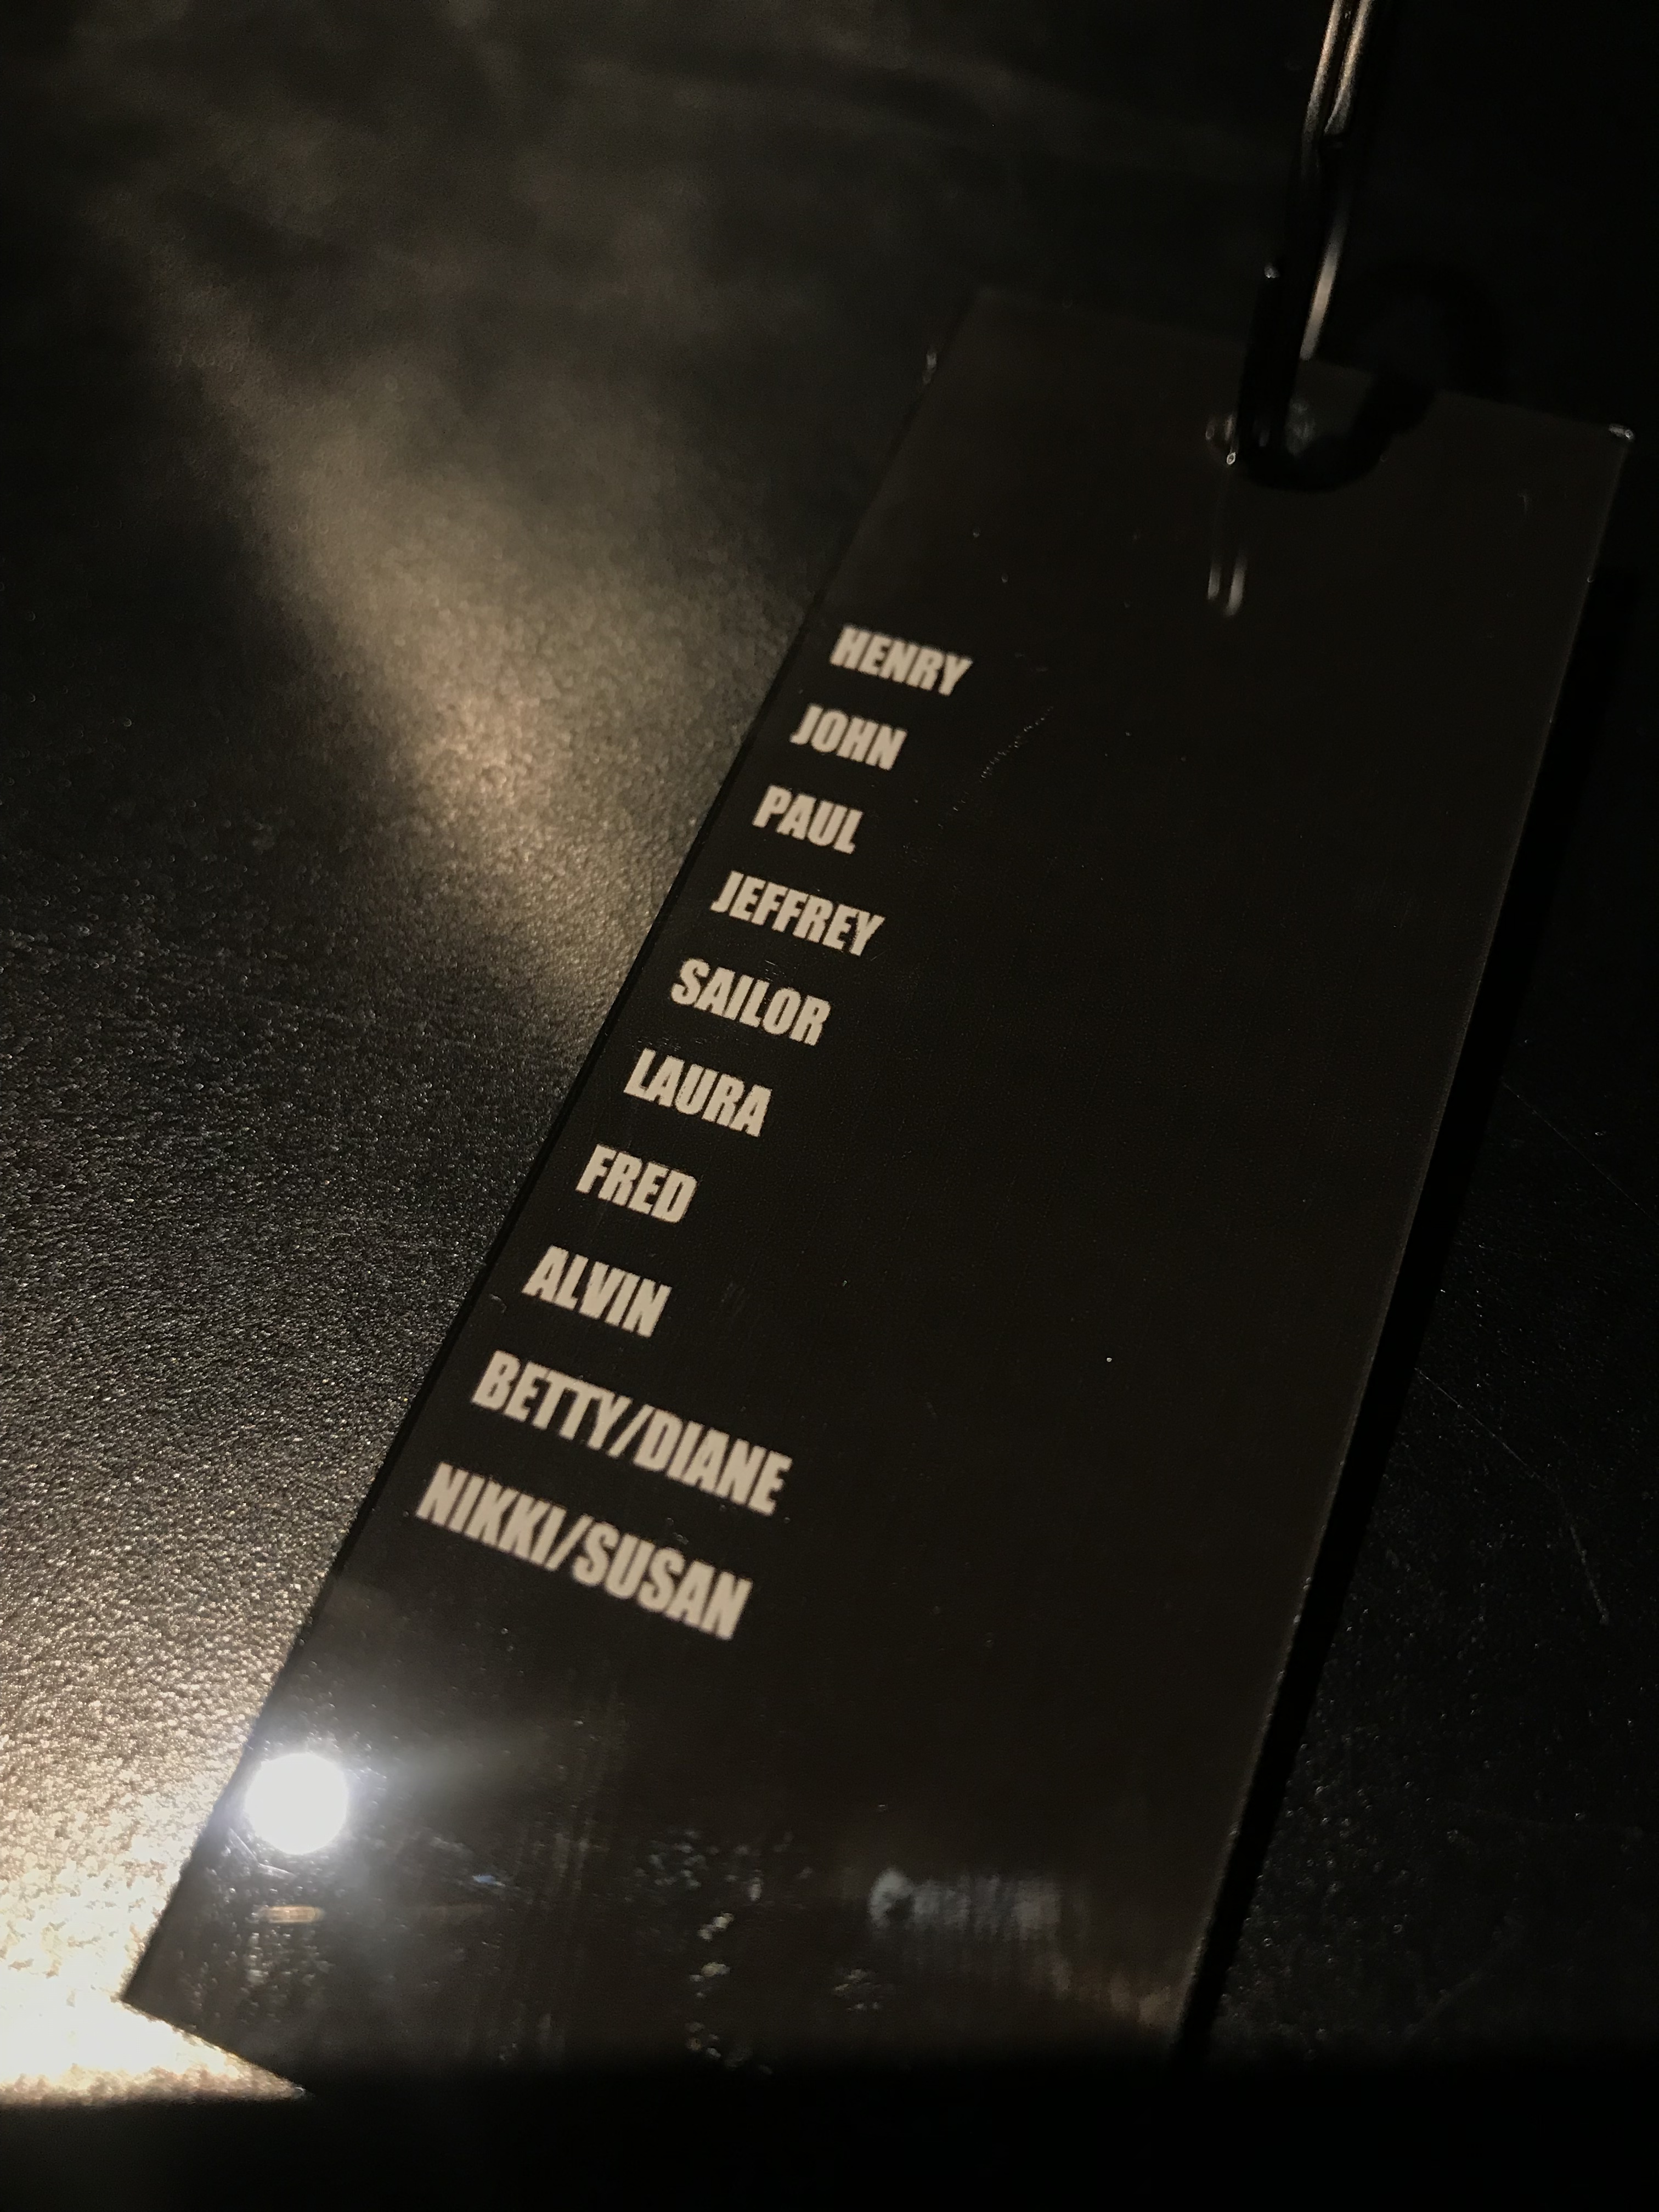 HENRY
JOHN
PAUL
JEFFREY
SAILOR
LAURA
FRED
ALVIN
BETTY/DIANE
NIKKI/SUSAN